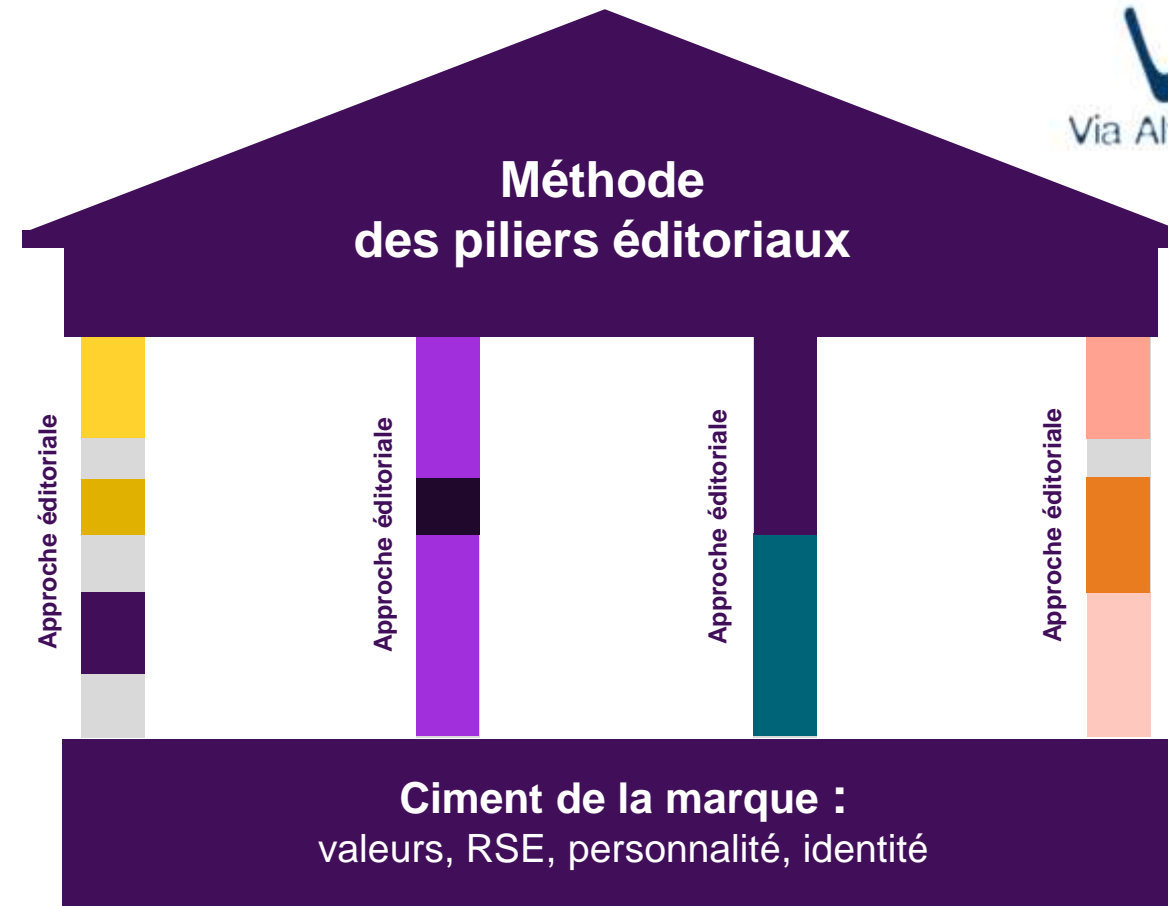 Via
Méthode
des piliers éditoriaux
Approche éditoriale
Approche éditoriale
Approche éditoriale
Approche éditoriale
Ciment de la marque :
valeurs, RSE, personnalité, identité